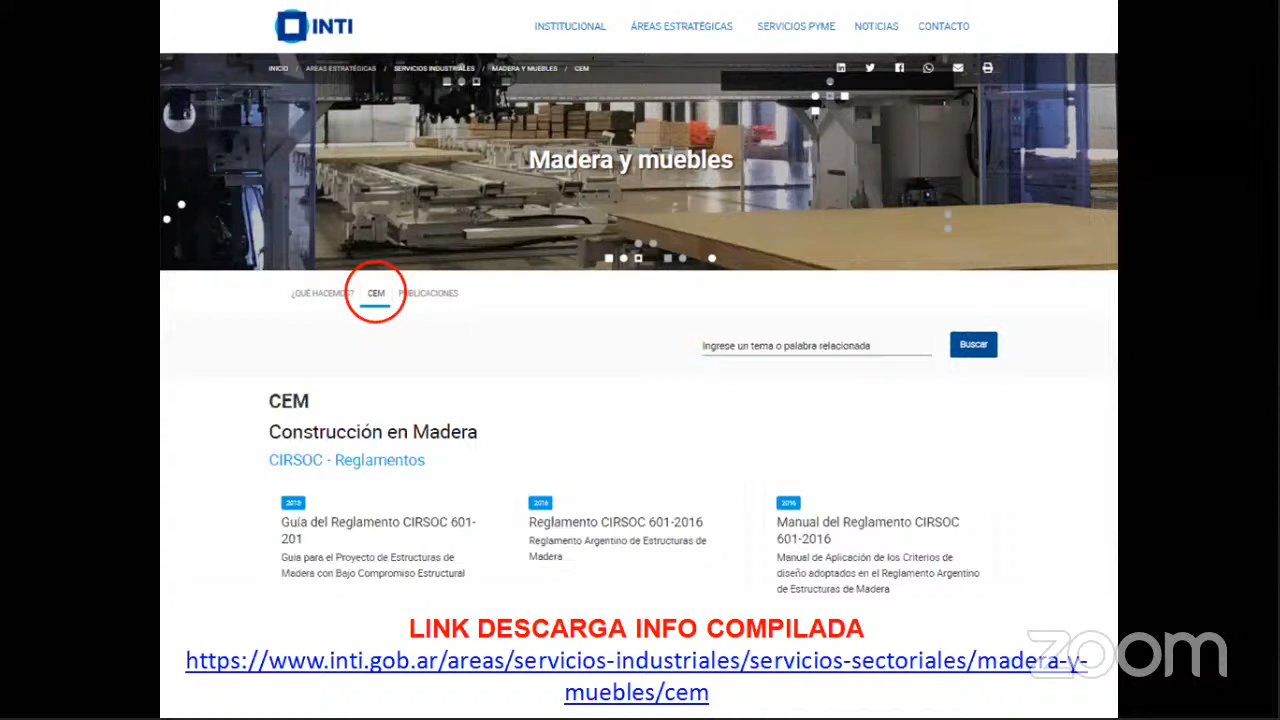 INTI
INSTITUCIONAL
ÁREAS ESTRATÉGICAS
SERVICIOS PYME
NOTICIAS
CONTACTO
INICIO / ÁREAS ESTRATÉGICAS / SERVICIOS INDUSTRIALES / MADERA Y MUEBLES / CEM
Madera y muebles
¿QUÉ HACEMOS?
CEM
PUBLICACIONES
Ingrese un tema o palabra relacionada
Buscar
CEM
Construcción en Madera
CIRSOC - Reglamentos
Guía del Reglamento CIRSOC 601-
201
Guia para el Proyecto de Estructuras de
Madera con Bajo Compromiso Estructural
2016
Reglamento CIRSOC 601-2016
Reglamento Argentino de Estructuras de
Madera
2016
Manual del Reglamento CIRSOC
601-2016
Manual de Aplicación de los Criterios de
diseño adoptados en el Reglamento Argentino
de Estructuras de Madera
LINK DESCARGA INFO COMPILADA
https://www.inti.gob.ar/areas/servicios-industriales/servicios-sectoriales/madera-y-
muebles/cem
zoom